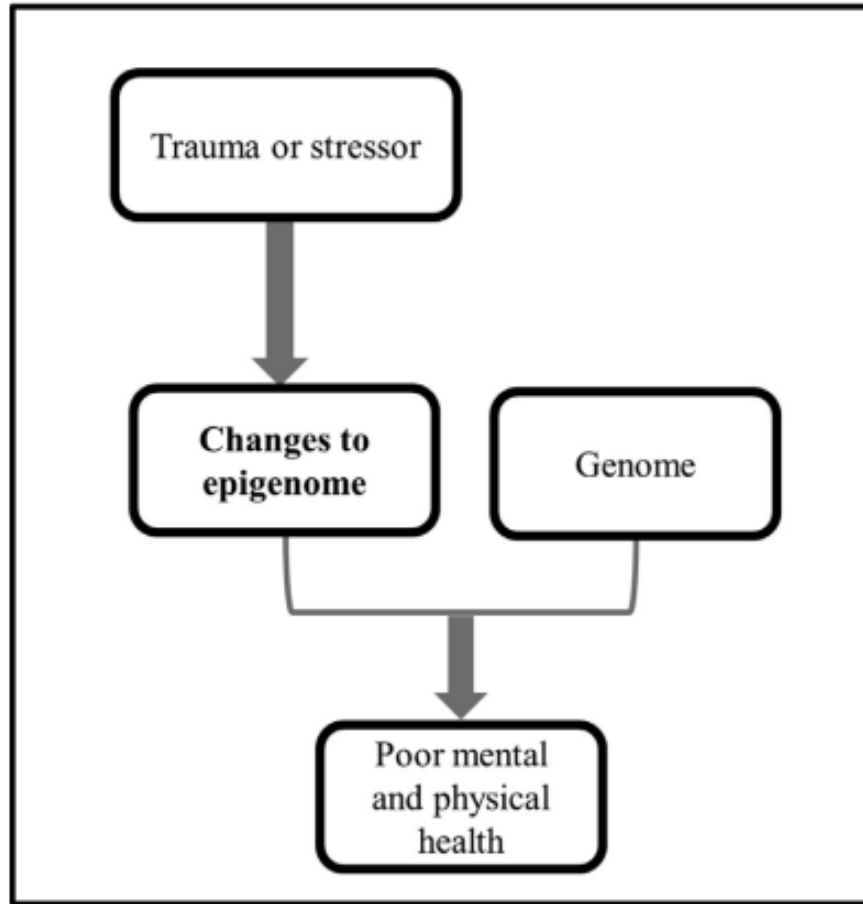 Trauma or stressor
Changes to
epigenome
Genome
Poor mental
and physical
health